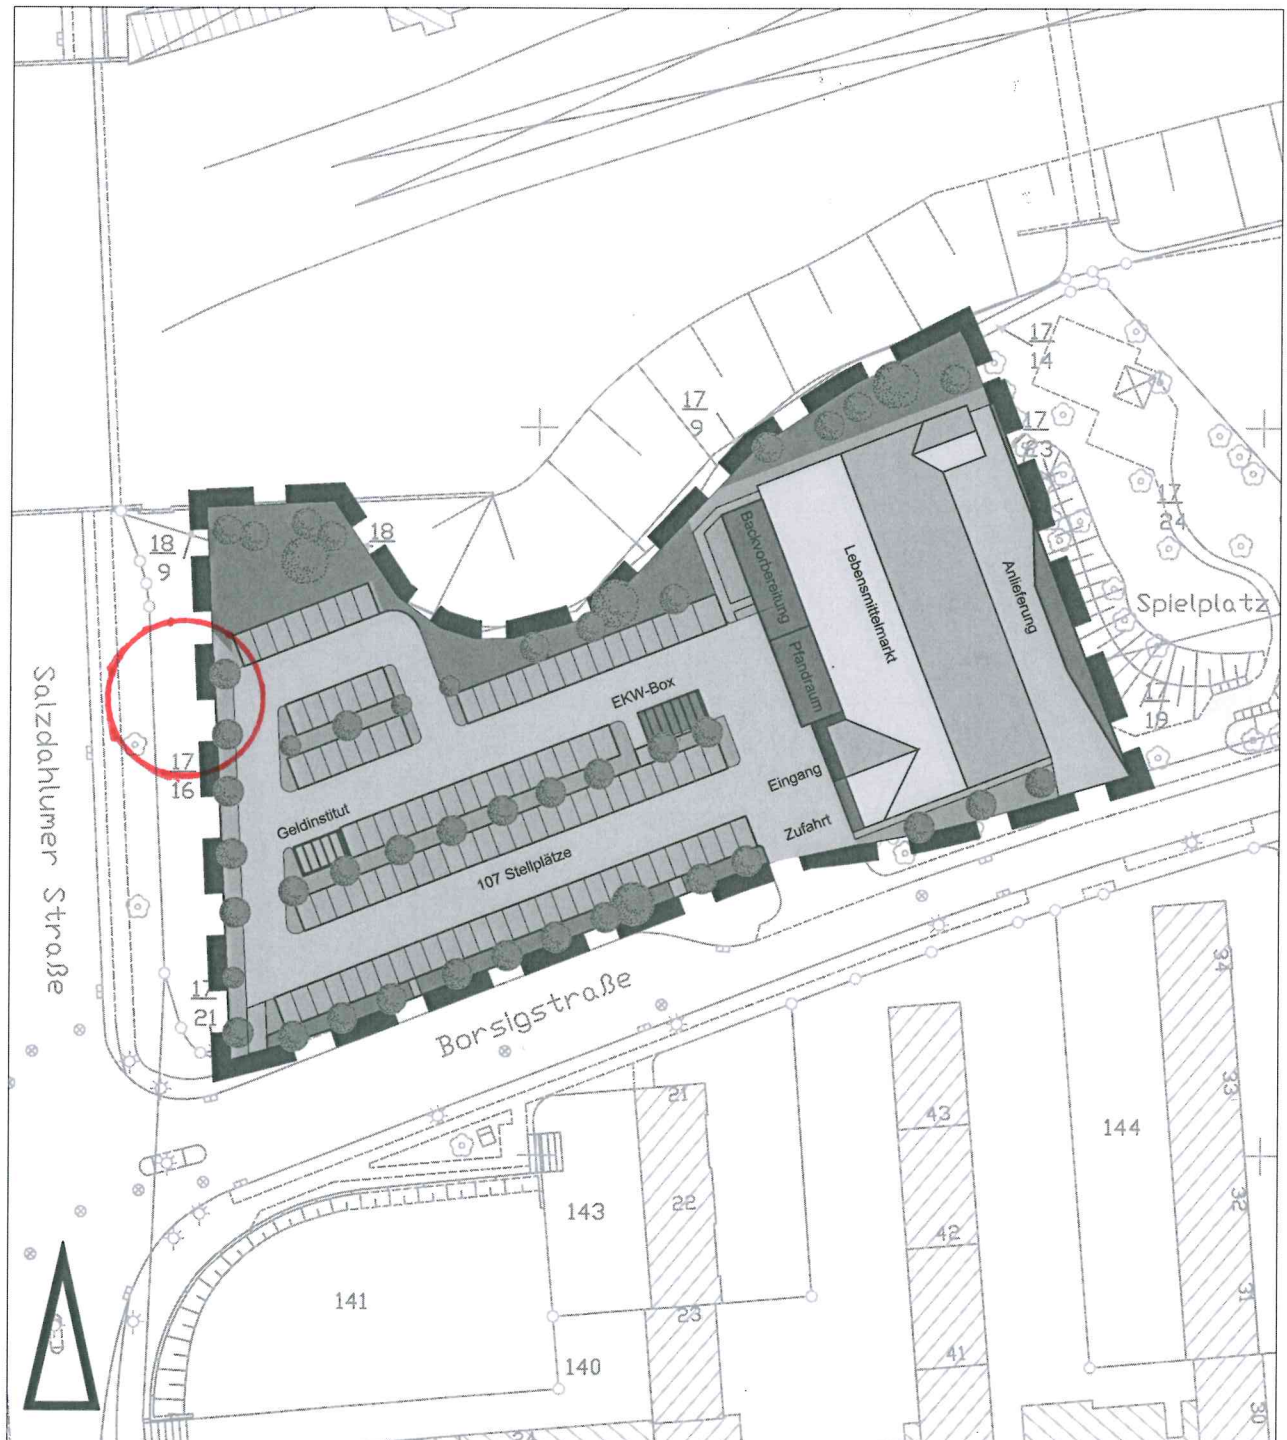 17
14
17
9
17
23
17
24
18
9
18
Spielplatz
Backvorbereitung
Lebensmittelmarkt
Anlieferung
Pfandraum
EKW-Box
17
19
17
16
Salzdahlumer Straße
Eingang
Geldinstitut
Zufahrt
107 Stellplätze
17
21
Borsigstraße
34
21
33
43
144
22
143
32
42
141
23
31
41
140
30
24